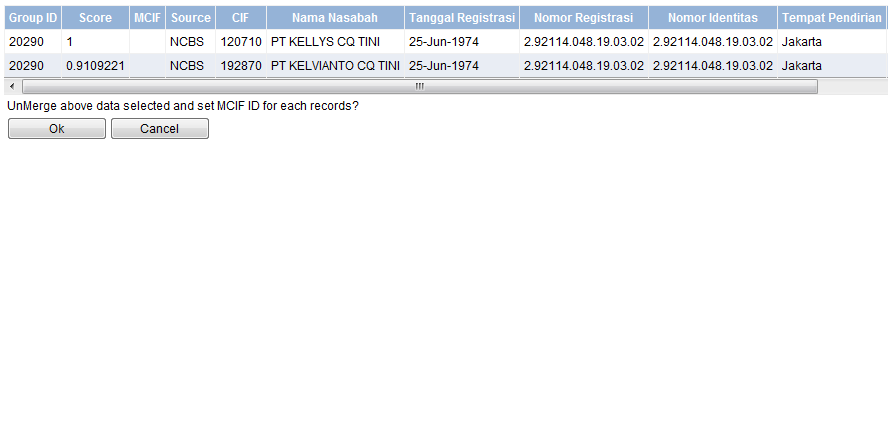 Group ID Score MCIF Source CIF Nama Nasabah Tanggal Registrasi Nomor Registrasi Nomor Identitas Tempat Pendirian
20290 1 NCBS 120710 PT KELLYS CQ TINI 25-Jun-1974 2.92114.048.19.03.02 2.92114.048.19.03.02 Jakarta
20290 0.9109221 NCBS 192870 PT KELVIANTO CQ TINI 25-Jun-1974 2.92114.048.19.03.02 2.92114.048.19.03.02 Jakarta
UnMerge above data selected and set MCIF ID for each records?
Ok Cancel